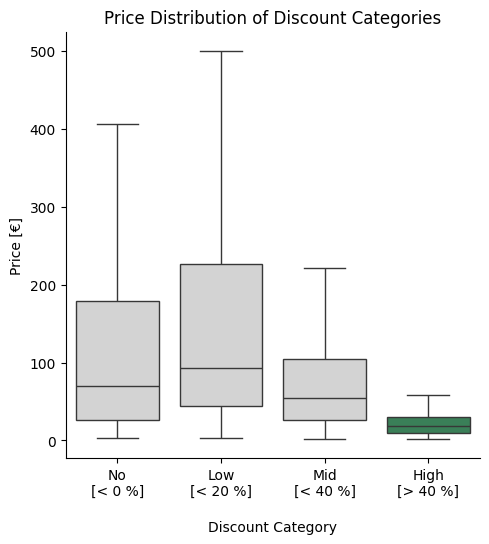 Price Distribution of Discount Categories
Price [€]
500
400
300
200
100
0
No Low Mid High
[< 0 %] [< 20 %] [< 40 %] [> 40 %]
Discount Category